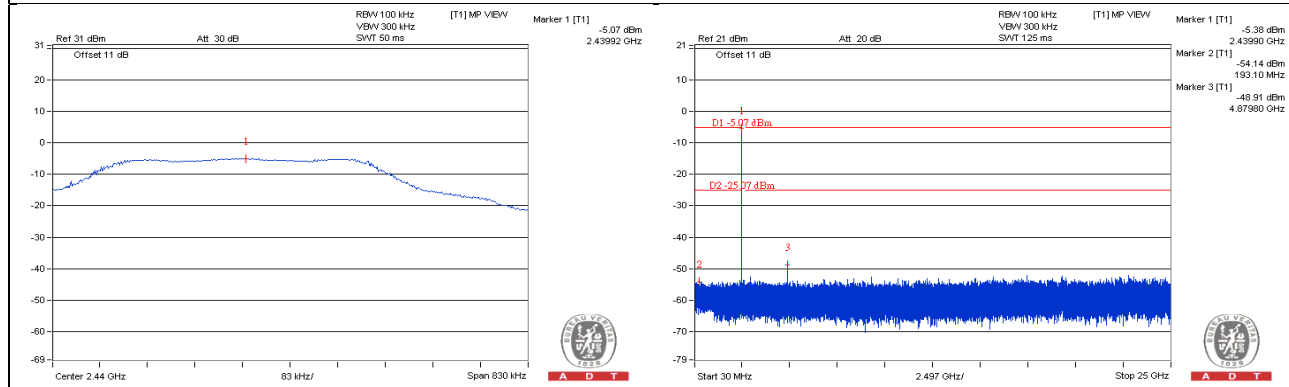 RBW 100 kHz
VBW 300 kHz
SWT 50 ms
[T1] MP VIEW
Ref 31 dBm
Att 30 dB
Offset 11 dB
Marker 1 [T1]
-5.07 dBm
2.43992 GHz
31
20
10
0
-10
-20
-30
-40
-50
-60
-69
1
Center 2.44 GHz
83 kHz/
Span 830 kHz
BUREAU VERITAS
1828
A D T
RBW 100 kHz
VBW 300 kHz
SWT 125 ms
[T1] MP VIEW
Ref 21 dBm
Att 20 dB
Offset 11 dB
Marker 1 [T1]
-5.38 dBm
2.43990 GHz
Marker 2 [T1]
-54.14 dBm
193.10 MHz
Marker 3 [T1]
-48.91 dBm
4.87980 GHz
21
10
0
-10
-20
-30
-40
-50
-60
-70
-79
1
D1 -5.07 dBm
D2 -25.07 dBm
2
3
Start 30 MHz
2.497 GHz/
Stop 25 GHz
BUREAU VERITAS
1828
A D T